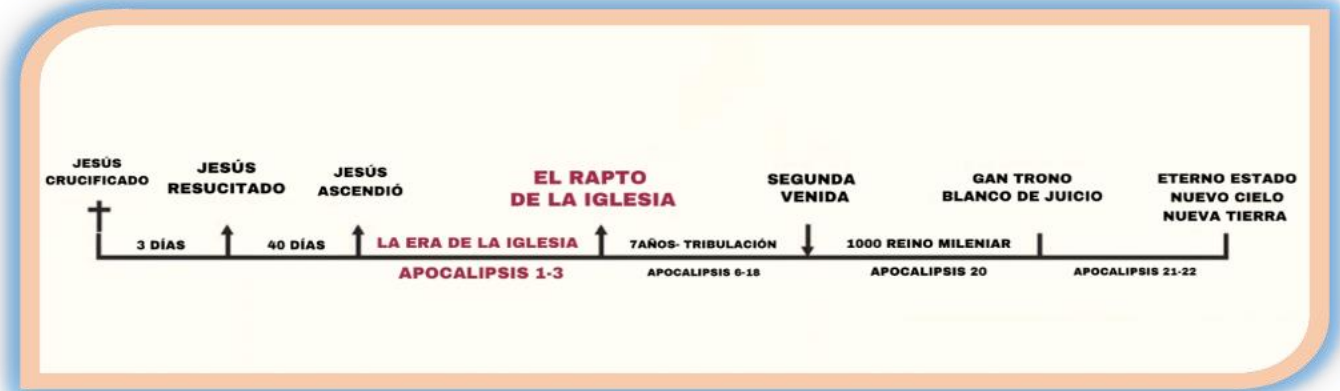 JESÚS
CRUCIFICADO
JESÚS
RESUCITADO
JESÚS
ASCENDIÓ
EL RAPTO
DE LA IGLESIA
SEGUNDA
VENIDA
GAN TRONO
BLANCO DE JUICIO
ETERNO ESTADO
NUEVO CIELO
NUEVA TIERRA
3 DÍAS
40 DÍAS
LA ERA DE LA IGLESIA
7AÑOS- TRIBULACIÓN
1000 REINO MILENIAR
APOCALIPSIS 1-3
APOCALIPSIS 6-18
APOCALIPSIS 20
APOCALIPSIS 21-22